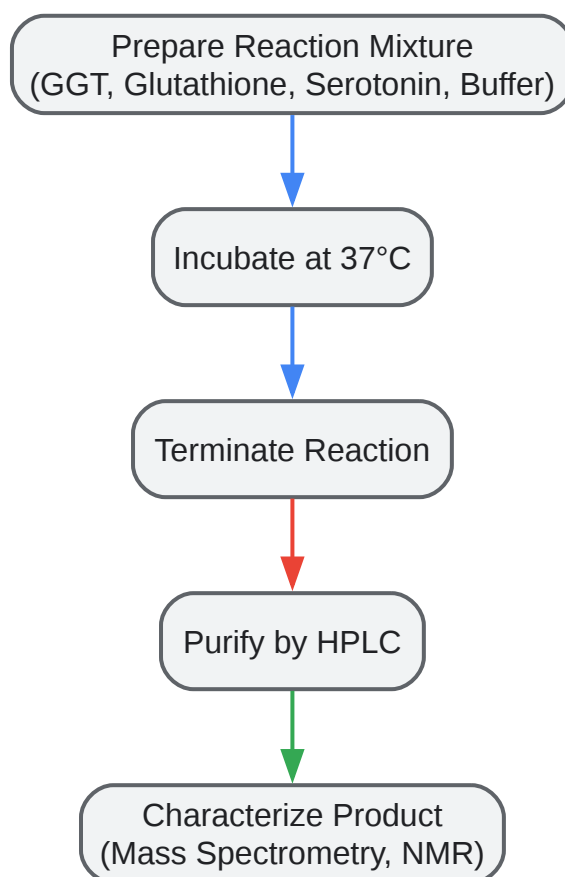 Prepare Reaction Mixture
(GGT, Glutathione, Serotonin, Buffer)
Incubate at 37°C
Terminate Reaction
Purify by HPLC
Characterize Product
(Mass Spectrometry, NMR)